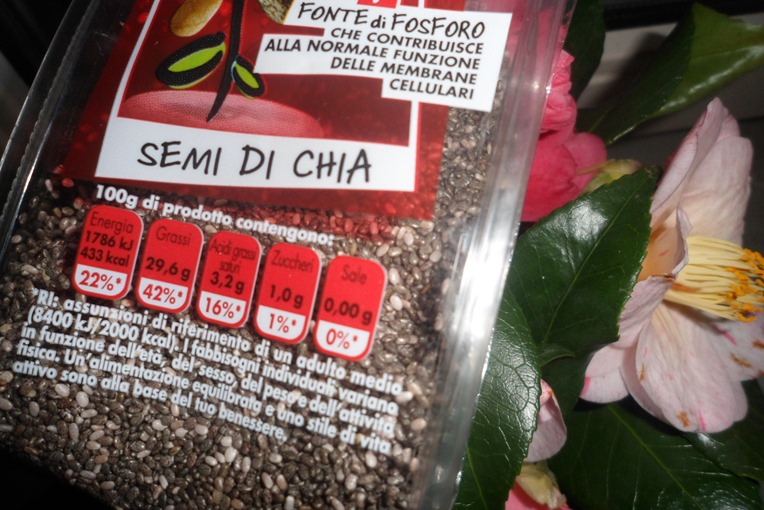 FONTE di FOSFORO
CHE CONTRIBUISCE
ALLA NORMALE FUNZIONE
DELLE MEMBRANE
CELLULARI
SEMI DI CHIA
100g di prodotto contengono:
Energia
1786 kJ
433 kcal
22%*
Grassi
29,6g
42%*
Acidi grassi
saturi
3,2g
16%*
Zuccheri
1,0g
1%*
Sale
0,00g
0%*
*RI: assunzioni di riferimento di un adulto medio
(8400 kJ/2000 kcal). I fabbisogni individuali variano
in funzione dell'età, del sesso, del peso e dell'attività
fisica. Un alimentazione equilibrata e uno stile di vita
attivo sono alla base del tuo benessere.